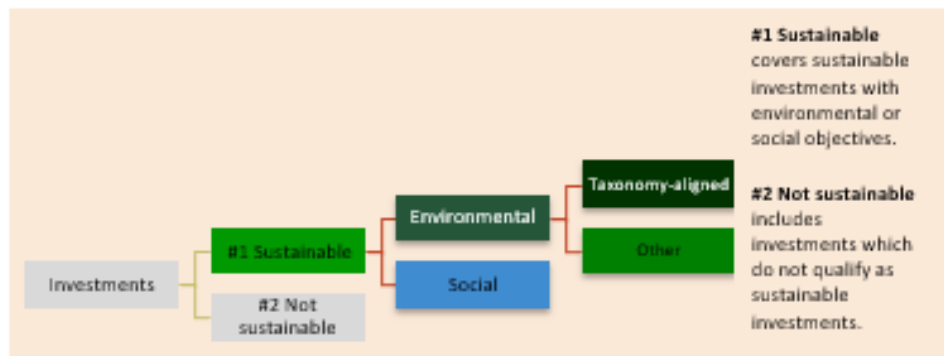 Investments
#1 Sustainable
#2 Not
sustainable
Environmental
Social
Taxonomy-aligned
Other
#1 Sustainable
covers sustainable
investments with
environmental or
social objectives.
#2 Not sustainable
includes
investments which
do not qualify as
sustainable
investments.